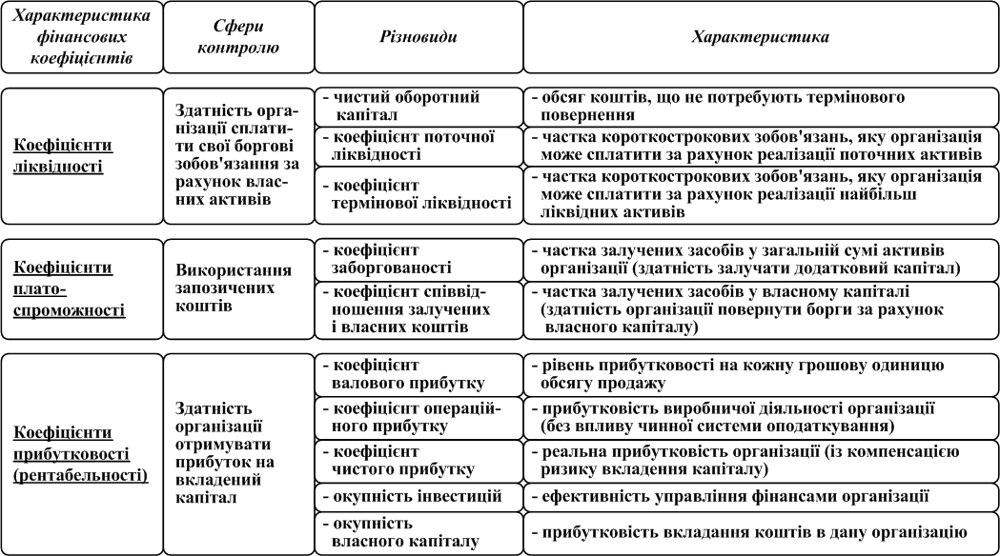 Характеристика
фінансових
коефіцієнтів
Сфери
контролю
Різновиди
Характеристика
Коефіцієнти
ліквідності
Здатність орга-
нізації сплати-
ти свої боргові
зобов'язання за
рахунок влас-
них активів
- чистий оборотний
капітал
- обсяг коштів, що не потребують термінового
повернення
- коефіцієнт поточної
ліквідності
- частка короткострокових зобов'язань, яку організація
може сплатити за рахунок реалізації поточних активів
- коефіцієнт
термінової ліквідності
- частка короткострокових зобов'язань, яку організація
може сплатити за рахунок реалізації найбільш
ліквідних активів
Коефіцієнти
плато-
спроможності
Використання
запозичених
коштів
- коефіцієнт
заборгованості
- частка залучених засобів у загальній сумі активів
організації (здатність залучати додатковий капітал)
- коефіцієнт співвід-
ношення залучених
і власних коштів
- частка залучених засобів у власному капіталі
(здатність організації повернути борги за рахунок
власного капіталу)
Коефіцієнти
прибутковості
(рентабельності)
Здатність
організації
отримувати
прибуток на
вкладений
капітал
- коефіцієнт
валового прибутку
- рівень прибутковості на кожну грошову одиницю
обсягу продажу
- коефіцієнт операцій-
ного прибутку
- прибутковість виробничої діяльності організації
(без впливу чинної системи оподаткування)
- коефіцієнт
чистого прибутку
- реальна прибутковість організації (із компенсацією
ризику вкладення капіталу)
- окупність інвестицій
- ефективність управління фінансами організації
- окупність
власного капіталу
- прибутковість вкладання коштів в дану організацію